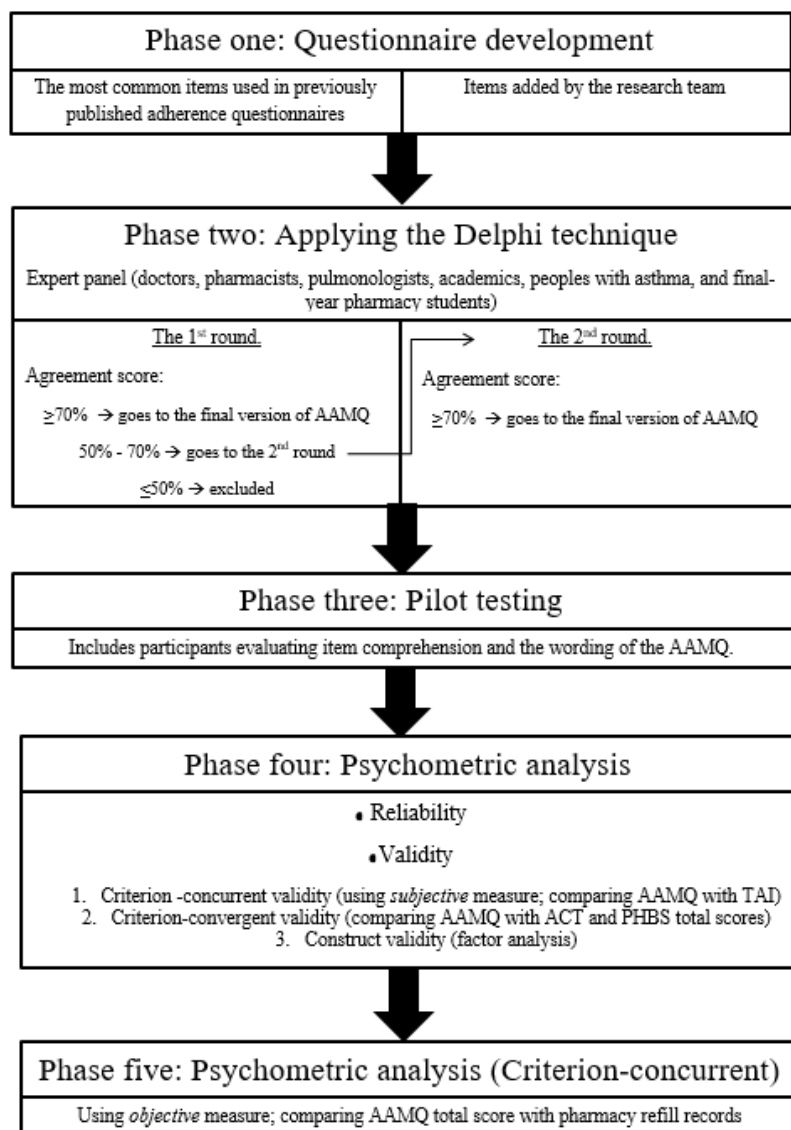 Phase one: Questionnaire development
The most common items used in previously
published adherence questionnaires
Items added by the research team
Phase two: Applying the Delphi technique
Expert panel (doctors, pharmacists, pulmonologists, academics, peoples with asthma, and final-
year pharmacy students)
The 1st round.
Agreement score:
≥70% → goes to the final version of AAMQ
50% - 70% → goes to the 2nd round
≤50% → excluded
The 2nd round.
Agreement score:
≥70% → goes to the final version of AAMQ
Phase three: Pilot testing
Includes participants evaluating item comprehension and the wording of the AAMQ.
Phase four: Psychometric analysis
• Reliability
•Validity
1. Criterion -concurrent validity (using subjective measure; comparing AAMQ with TAI)
2. Criterion-convergent validity (comparing AAMQ with ACT and PHBS total scores)
3. Construct validity (factor analysis)
Phase five: Psychometric analysis (Criterion-concurrent)
Using objective measure; comparing AAMQ total score with pharmacy refill records